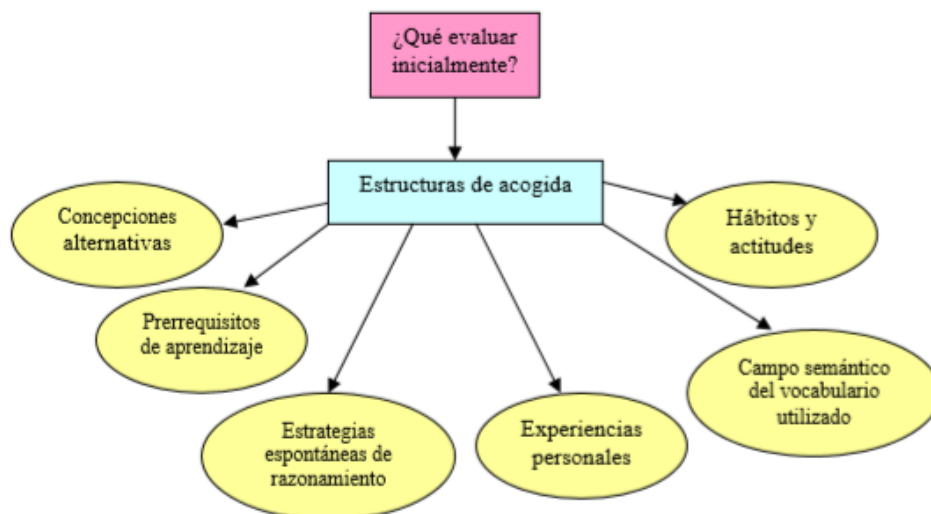 ¿Qué evaluar
inicialmente?
Estructuras de acogida
Concepciones
alternativas
Hábitos y
actitudes
Prerrequisitos
de aprendizaje
Campo semántico
del vocabulario
utilizado
Estrategias
espontáneas de
razonamiento
Experiencias
personales